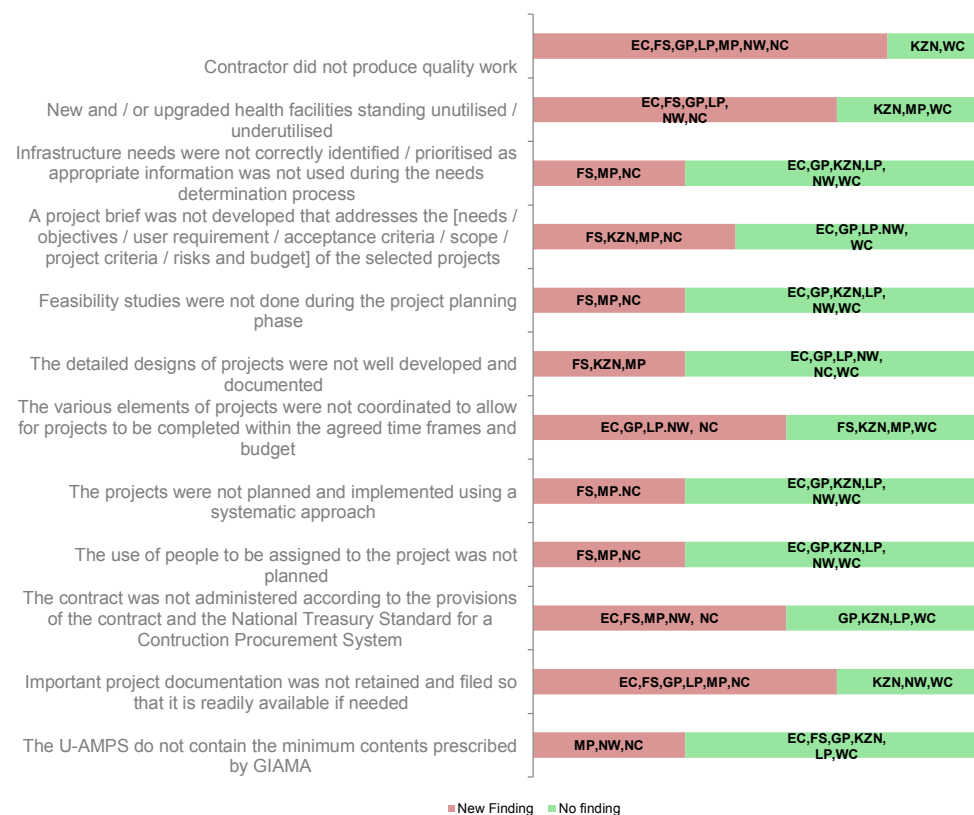 EC,FS,GP,LP,MP,NW,NC
KZN,WC
Contractor did not produce quality work
New and / or upgraded health facilities standing unutilised /
underutilised
EC,FS,GP,LP,
NW,NC
KZN,MP,WC
Infrastructure needs were not correctly identified / prioritised as
appropriate information was not used during the needs
determination process
FS,MP,NC
EC,GP,KZN,LP,
NW,WC
A project brief was not developed that addresses the [needs /
objectives / user requirement / acceptance criteria / scope /
project criteria / risks and budget] of the selected projects
FS,KZN,MP,NC
EC,GP,LP.NW,
WC
Feasibility studies were not done during the project planning
phase
FS,MP,NC
EC,GP,KZN,LP,
NW,WC
The detailed designs of projects were not well developed and
documented
FS,KZN,MP
EC,GP,LP,NW,
NC,WC
The various elements of projects were not coordinated to allow
for projects to be completed within the agreed time frames and
budget
EC,GP,LP.NW, NC
FS,KZN,MP,WC
The projects were not planned and implemented using a
systematic approach
FS,MP.NC
EC,GP,KZN,LP,
NW,WC
The use of people to be assigned to the project was not
planned
FS,MP,NC
EC,GP,KZN,LP,
NW,WC
The contract was not administered according to the provisions
of the contract and the National Treasury Standard for a
Contruction Procurement System
EC,FS,MP,NW, NC
GP,KZN,LP,WC
Important project documentation was not retained and filed so
that it is readily available if needed
EC,FS,GP,LP,MP,NC
KZN,NW,WC
The U-AMPS do not contain the minimum contents prescribed
by GIAMA
MP,NW,NC
EC,FS,GP,KZN,
LP,WC
New Finding
No finding